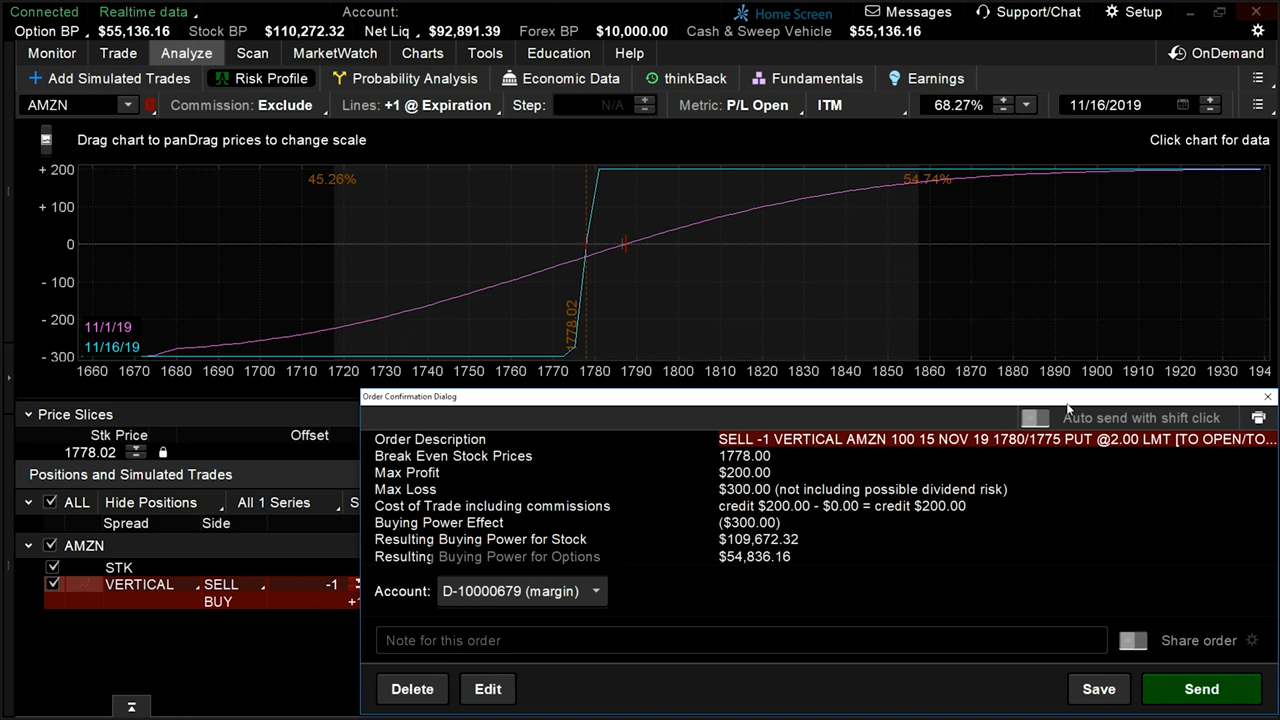 Connected Realtime data Account: Home Screen Messages Support/Chat Setup
Option BP $55,136.16 Stock BP $110,272.32 Net Liq $92,891.39 Forex BP $10,000.00 Cash & Sweep Vehicle $55,136.16
Monitor Trade Analyze Scan MarketWatch Charts Tools Education Help OnDemand
+ Add Simulated Trades Risk Profile Probability Analysis Economic Data thinkBack Fundamentals Earnings
AMZN Commission: Exclude Lines: +1 @ Expiration Step: N/A Metric: P/L Open ITM 68.27% 11/16/2019
Drag chart to panDrag prices to change scale Click chart for data
+ 200
45.26% 54.74%
+ 100
0
- 100
- 200
1778.02
11/1/19
11/16/19
- 300
1660 1670 1680 1690 1700 1710 1720 1730 1740 1750 1760 1770 1780 1790 1800 1810 1820 1830 1840 1850 1860 1870 1880 1890 1900 1910 1920 1930 194
Order Confirmation Dialog
Price Slices
Auto send with shift click
Stk Price Offset
1778.02
Positions and Simulated Trades
ALL Hide Positions All 1 Series S
Spread Side
AMZN
STK
VERTICAL SELL -1
BUY +1
Order Description SELL -1 VERTICAL AMZN 100 15 NOV 19 1780/1775 PUT @2.00 LMT [TO OPEN/TO...
Break Even Stock Prices 1778.00
Max Profit $200.00
Max Loss $300.00 (not including possible dividend risk)
Cost of Trade including commissions credit $200.00 - $0.00 = credit $200.00
Buying Power Effect ($300.00)
Resulting Buying Power for Stock $109,672.32
Resulting Buying Power for Options $54,836.16
Account: D-10000679 (margin)
Note for this order Share order
Delete Edit Save Send